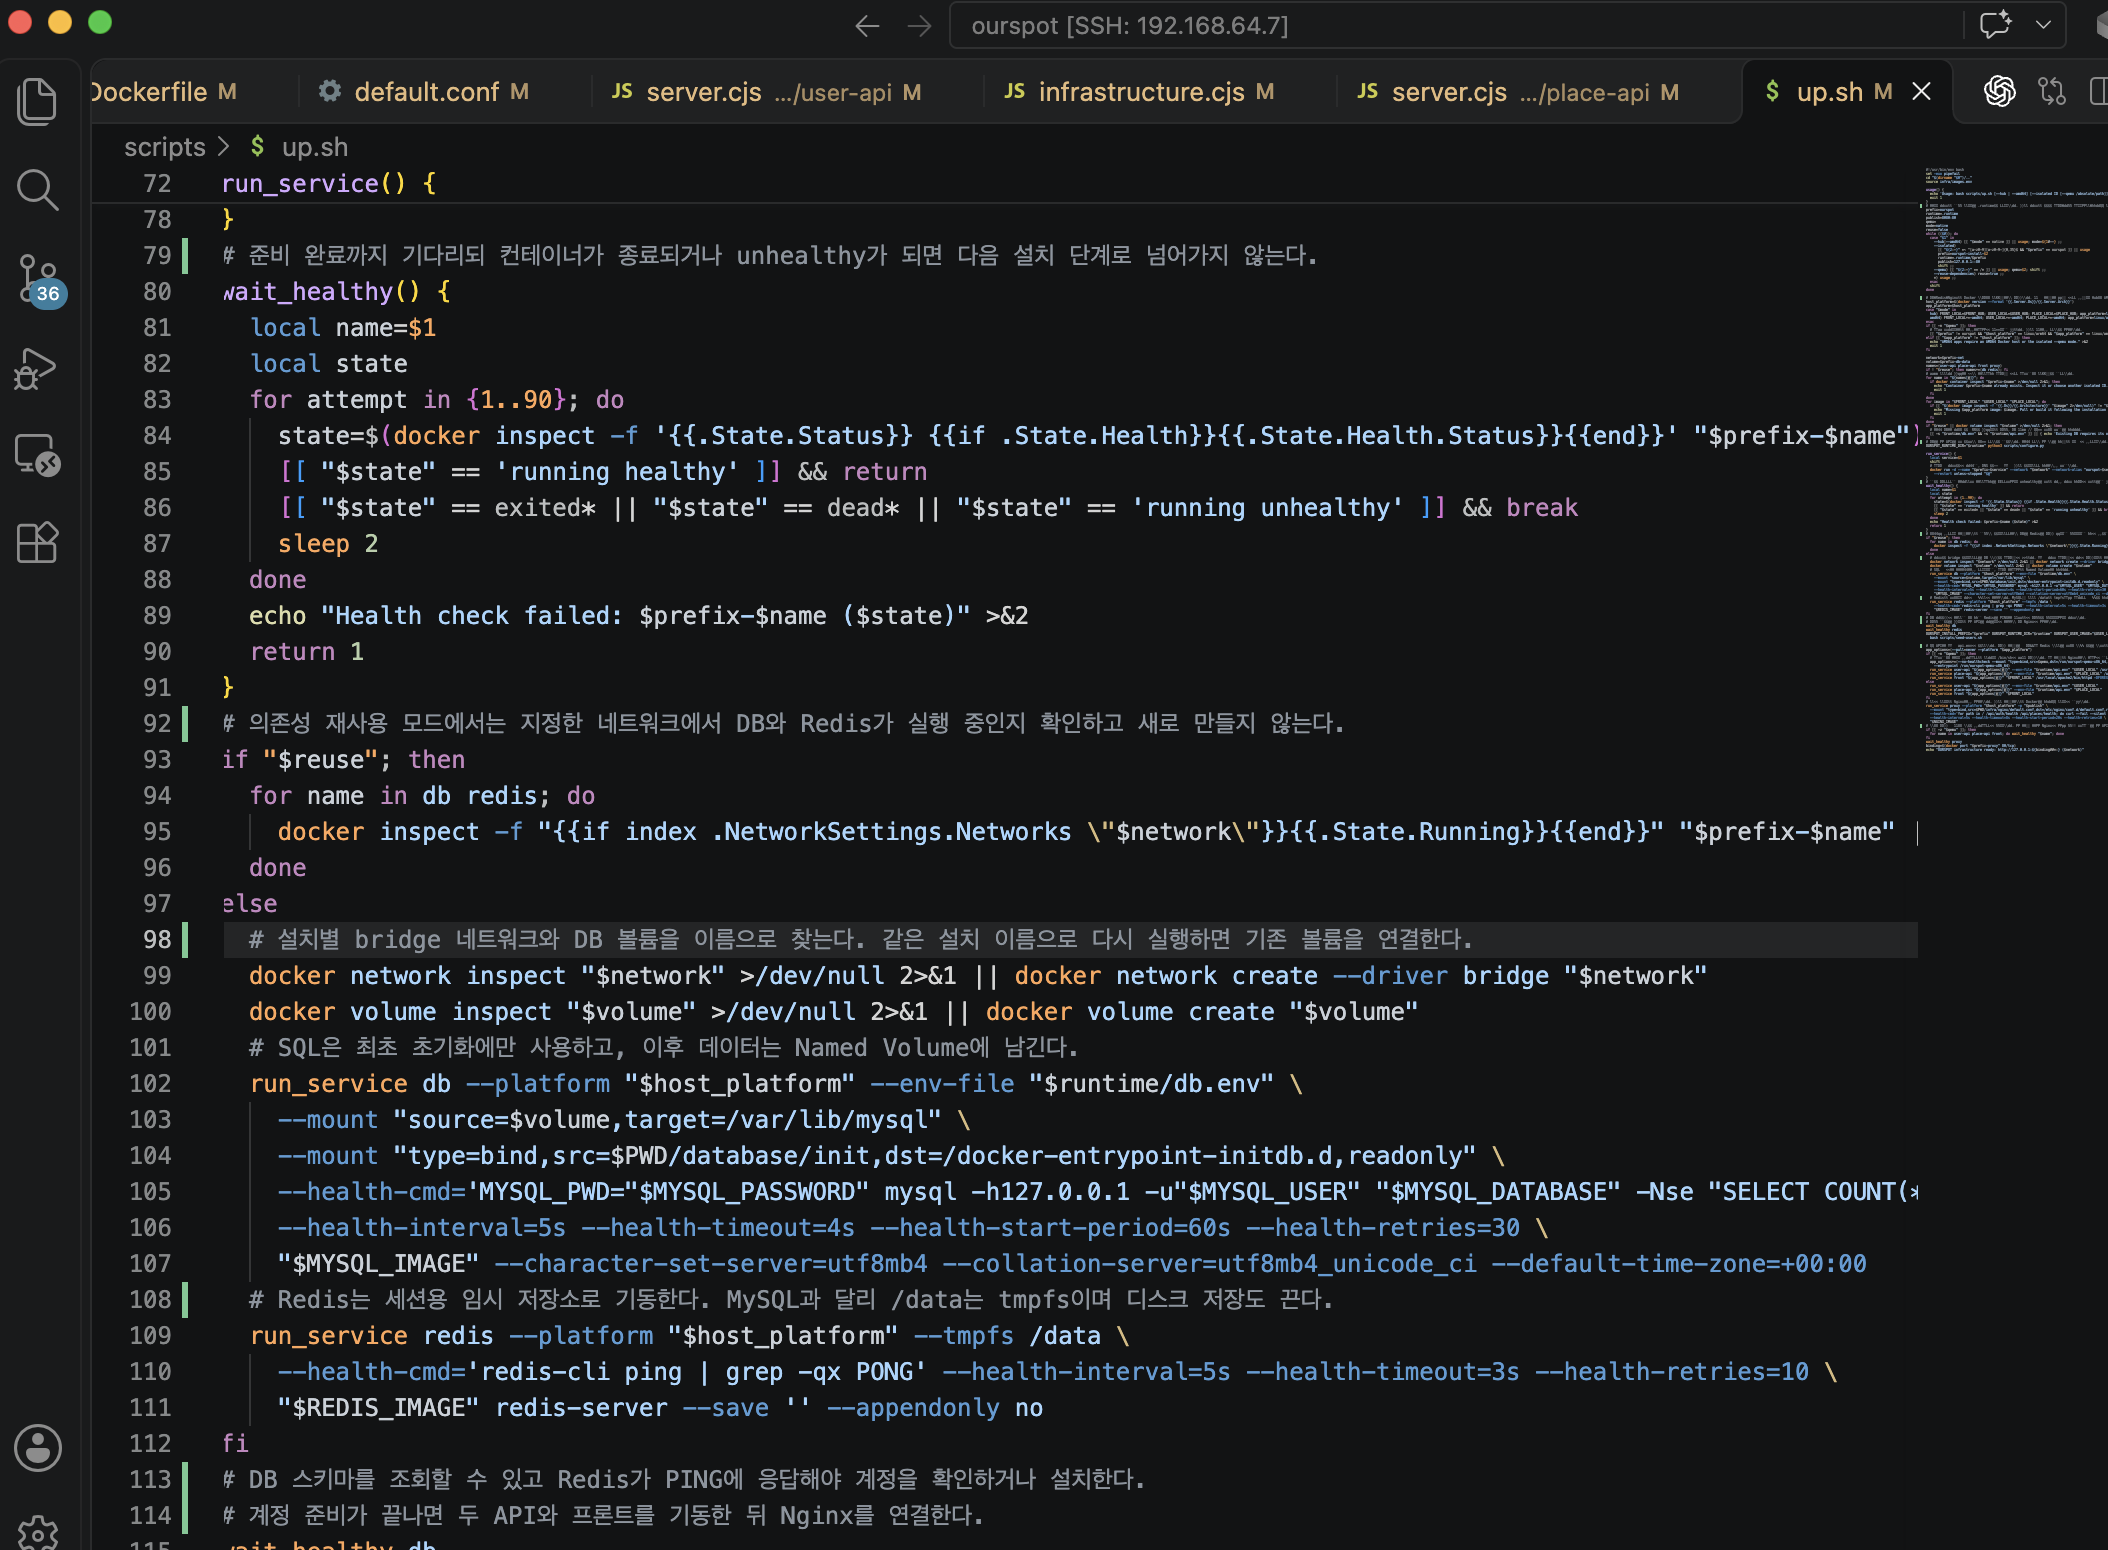 ourspot [SSH: 192.168.64.7]
Dockerfile M
default.conf M
JS server.cjs .../user-api M
JS infrastructure.cjs M
JS server.cjs .../place-api M
$ up.sh M
scripts > $ up.sh
36
72 run_service() {
78 }
79 # 준비 완료까지 기다리되 컨테이너가 종료되거나 unhealthy가 되면 다음 설치 단계로 넘어가지 않는다.
80 wait_healthy() {
81 local name=$1
82 local state
83 for attempt in {1..90}; do
84 state=$(docker inspect -f '{{.State.Status}} {{if .State.Health}}{{.State.Health.Status}}{{end}}' "$prefix-$name")
85 [[ "$state" == 'running healthy' ]] && return
86 [[ "$state" == exited* || "$state" == dead* || "$state" == 'running unhealthy' ]] && break
87 sleep 2
88 done
89 echo "Health check failed: $prefix-$name ($state)" >&2
90 return 1
91 }
92 # 의존성 재사용 모드에서는 지정한 네트워크에서 DB와 Redis가 실행 중인지 확인하고 새로 만들지 않는다.
93 if "$reuse"; then
94 for name in db redis; do
95 docker inspect -f "{{if index .NetworkSettings.Networks \"$network\"}}{{.State.Running}}{{end}}" "$prefix-$name" |
96 done
97 else
98 # 설치별 bridge 네트워크와 DB 볼륨을 이름으로 찾는다. 같은 설치 이름으로 다시 실행하면 기존 볼륨을 연결한다.
99 docker network inspect "$network" >/dev/null 2>&1 || docker network create --driver bridge "$network"
100 docker volume inspect "$volume" >/dev/null 2>&1 || docker volume create "$volume"
101 # SQL은 최초 초기화에만 사용하고, 이후 데이터는 Named Volume에 남긴다.
102 run_service db --platform "$host_platform" --env-file "$runtime/db.env" \
103 --mount "source=$volume,target=/var/lib/mysql" \
104 --mount "type=bind,src=$PWD/database/init,dst=/docker-entrypoint-initdb.d,readonly" \
105 --health-cmd='MYSQL_PWD="$MYSQL_PASSWORD" mysql -h127.0.0.1 -u"$MYSQL_USER" "$MYSQL_DATABASE" -Nse "SELECT COUNT(*
106 --health-interval=5s --health-timeout=4s --health-start-period=60s --health-retries=30 \
107 "$MYSQL_IMAGE" --character-set-server=utf8mb4 --collation-server=utf8mb4_unicode_ci --default-time-zone=+00:00
108 # Redis는 세션용 임시 저장소로 기동한다. MySQL과 달리 /data는 tmpfs이며 디스크 저장도 끈다.
109 run_service redis --platform "$host_platform" --tmpfs /data \
110 --health-cmd='redis-cli ping | grep -qx PONG' --health-interval=5s --health-timeout=3s --health-retries=10 \
111 "$REDIS_IMAGE" redis-server --save '' --appendonly no
112 fi
113 # DB 스키마를 조회할 수 있고 Redis가 PING에 응답해야 계정을 확인하거나 설치한다.
114 # 계정 준비가 끝나면 두 API와 프론트를 기동한 뒤 Nginx를 연결한다.
115 wait_healthy db